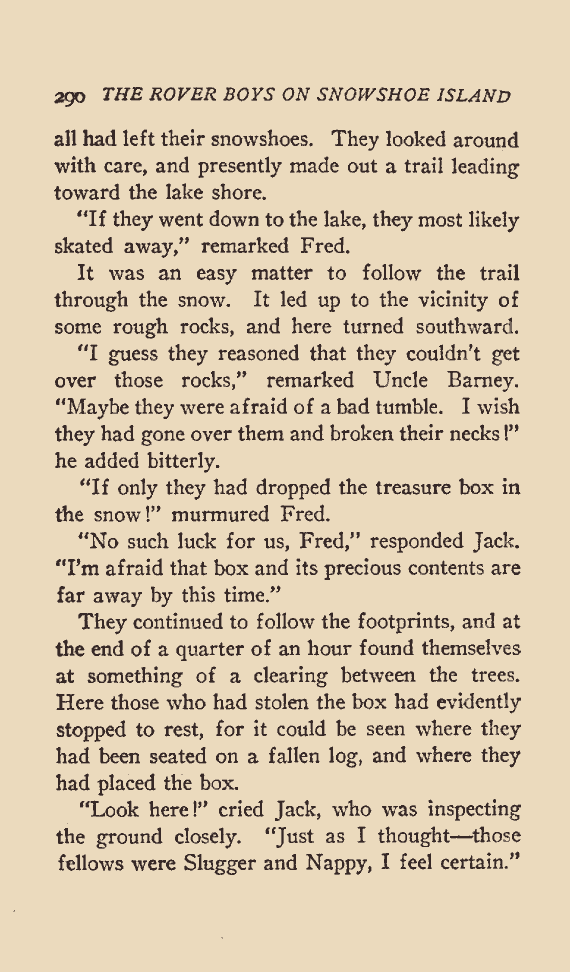 290 THE ROVER BOYS ON SNOWSHOE ISLAND
all had left their snowshoes. They looked around
with care, and presently made out a trail leading
toward the lake shore.
"If they went down to the lake, they most likely
skated away," remarked Fred.
It was an easy matter to follow the trail
through the snow. It led up to the vicinity of
some rough rocks, and here turned southward.
"I guess they reasoned that they couldn't get
over those rocks," remarked Uncle Barney.
"Maybe they were afraid of a bad tumble. I wish
they had gone over them and broken their necks!"
he added bitterly.
"If only they had dropped the treasure box in
the snow!" murmured Fred.
"No such luck for us, Fred," responded Jack.
"I'm afraid that box and its precious contents are
far away by this time."
They continued to follow the footprints, and at
the end of a quarter of an hour found themselves
at something of a clearing between the trees.
Here those who had stolen the box had evidently
stopped to rest, for it could be seen where they
had been seated on a fallen log, and where they
had placed the box.
"Look here!" cried Jack, who was inspecting
the ground closely. "Just as I thought—those
fellows were Slugger and Nappy, I feel certain."